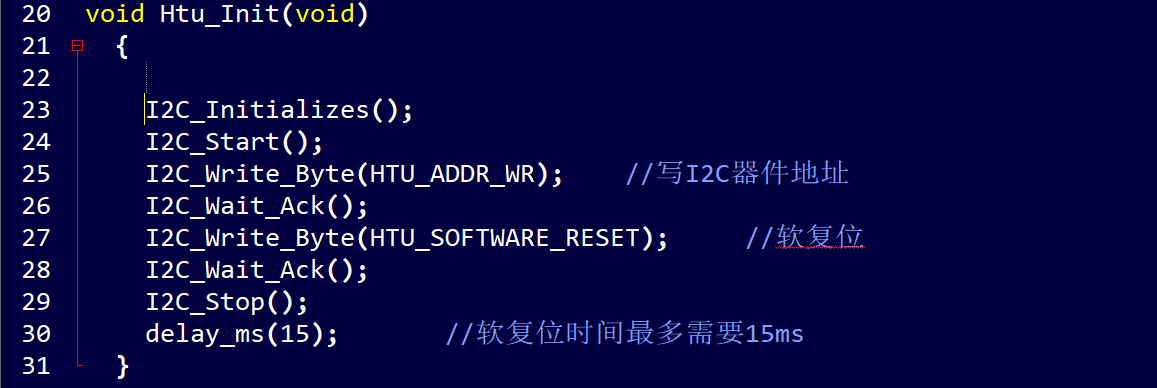 20 void Htu_Init(void)
21 {
22
23 I2C_Initializes();
24 I2C_Start();
25 I2C_Write_Byte(HTU_ADDR_WR); //写I2C器件地址
26 I2C_Wait_Ack();
27 I2C_Write_Byte(HTU_SOFTWARE_RESET); //软复位
28 I2C_Wait_Ack();
29 I2C_Stop();
30 delay_ms(15); //软复位时间最多需要15ms
31 }